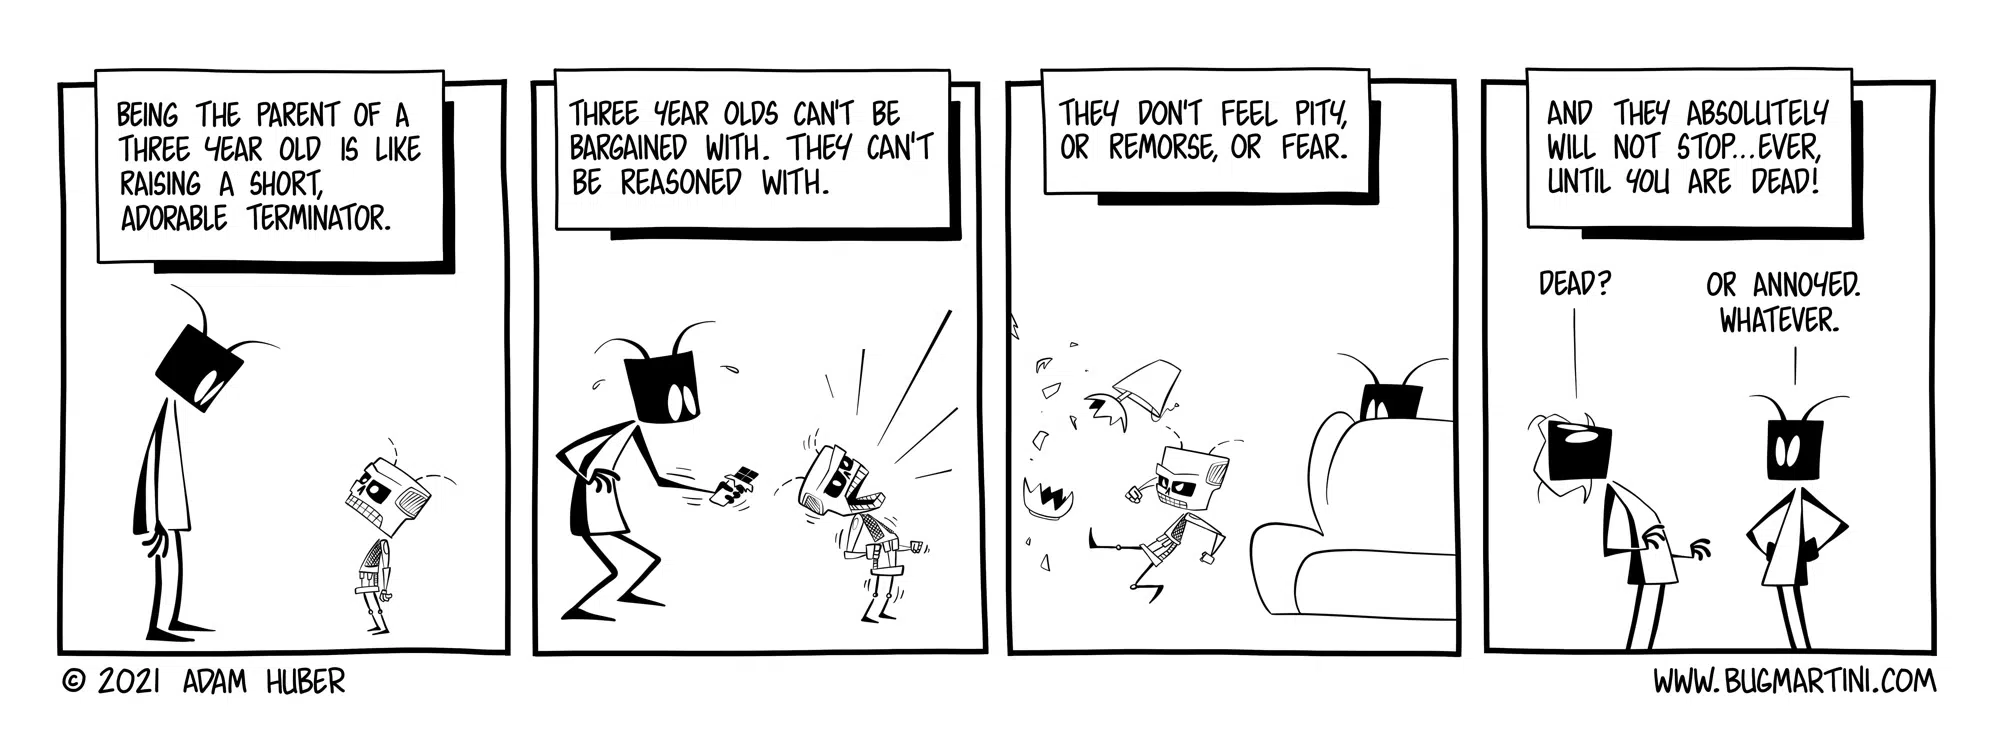 BEING THE PARENT OF A
THREE YEAR OLD IS LIKE
RAISING A SHORT,
ADORABLE TERMINATOR.
THREE YEAR OLDS CAN'T BE
BARGAINED WITH. THEY CAN'T
BE REASONED WITH.
THEY DON'T FEEL PITY,
OR REMORSE, OR FEAR.
AND THEY ABSOLUTELY
WILL NOT STOP...EVER,
UNTIL YOU ARE DEAD!
DEAD?
OR ANNOYED.
WHATEVER.
© 2021 ADAM HUBER
WWW.BUGMARTINI.COM